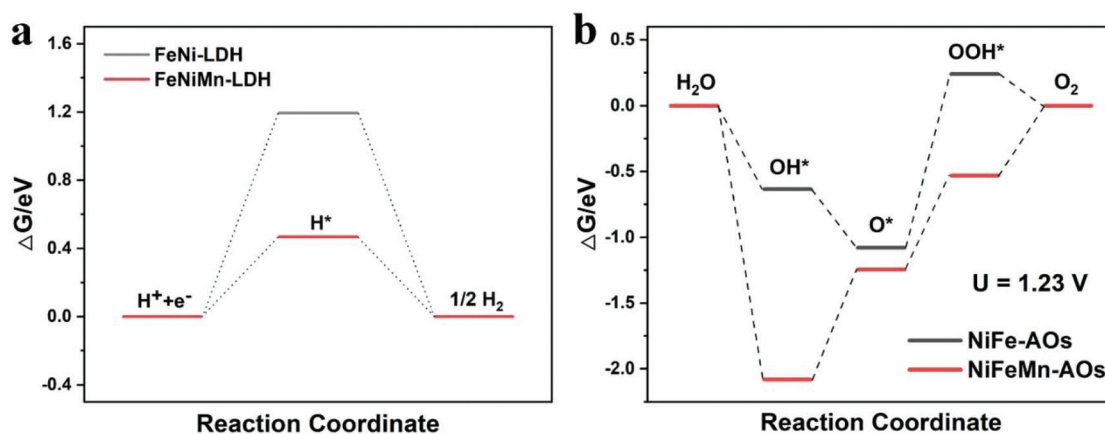 a
FeNi-LDH
FeNiMn-LDH
1.6
1.2
0.8
0.4
0.0
-0.4
△G/eV
H⁺+e⁻
H*
1/2 H₂
Reaction Coordinate
b
0.5
0.0
-0.5
-1.0
-1.5
-2.0
△G/eV
H₂O
OH*
O*
OOH*
O₂
U = 1.23 V
NiFe-AOs
NiFeMn-AOs
Reaction Coordinate